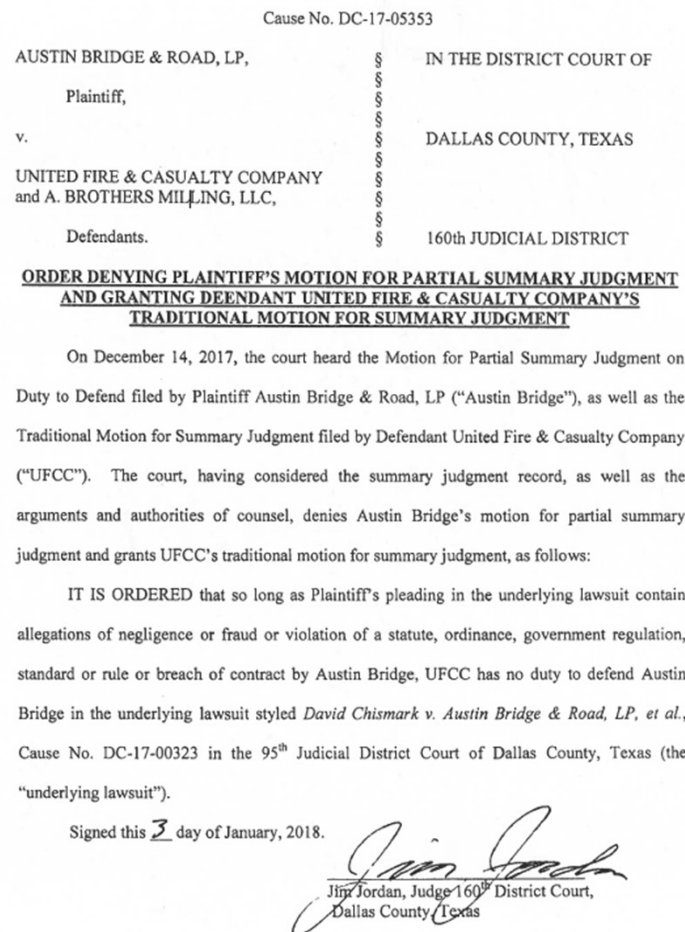 Cause No. DC-17-05353
AUSTIN BRIDGE & ROAD, LP, § IN THE DISTRICT COURT OF
§
Plaintiff, §
§
v. § DALLAS COUNTY, TEXAS
§
UNITED FIRE & CASUALTY COMPANY §
and A. BROTHERS MILLING, LLC, §
§
Defendants. § 160th JUDICIAL DISTRICT
ORDER DENYING PLAINTIFF'S MOTION FOR PARTIAL SUMMARY JUDGMENT
AND GRANTING DEENDANT UNITED FIRE & CASUALTY COMPANY'S
TRADITIONAL MOTION FOR SUMMARY JUDGMENT
On December 14, 2017, the court heard the Motion for Partial Summary Judgment on
Duty to Defend filed by Plaintiff Austin Bridge & Road, LP ("Austin Bridge"), as well as the
Traditional Motion for Summary Judgment filed by Defendant United Fire & Casualty Company
("UFCC"). The court, having considered the summary judgment record, as well as the
arguments and authorities of counsel, denies Austin Bridge's motion for partial summary
judgment and grants UFCC's traditional motion for summary judgment, as follows:
IT IS ORDERED that so long as Plaintiff's pleading in the underlying lawsuit contain
allegations of negligence or fraud or violation of a statute, ordinance, government regulation,
standard or rule or breach of contract by Austin Bridge, UFCC has no duty to defend Austin
Bridge in the underlying lawsuit styled David Chismark v. Austin Bridge & Road, LP, et al.,
Cause No. DC-17-00323 in the 95th Judicial District Court of Dallas County, Texas (the
"underlying lawsuit").
Signed this 3 day of January, 2018.
Jim Jordan
Jim Jordan, Judge 160th District Court,
Dallas County, Texas